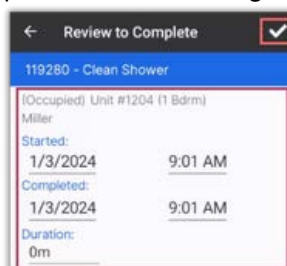 Review to Complete
119280 - Clean Shower
(Occupied) Unit #1204 (1 Bdrm)
Miller
Started:
1/3/2024 9:01 AM
Completed:
1/3/2024 9:01 AM
Duration:
0m